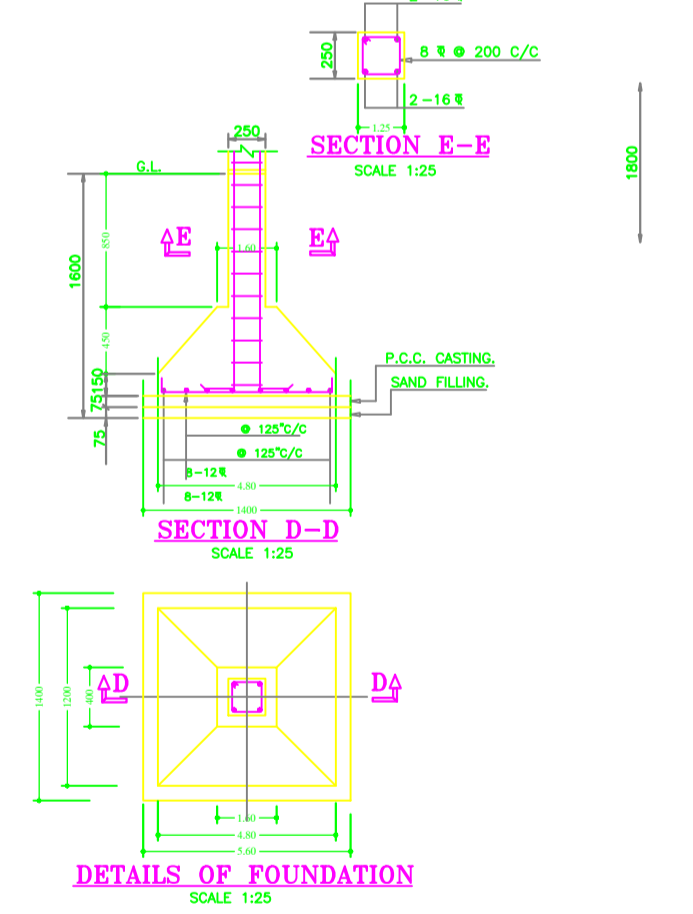 250
8 Φ @ 200 C/C
2-16 Φ
1.25
SECTION E-E
SCALE 1:25
1800
250
G.L.
E
E
1.60
850
1600
450
150
75
75
P.C.C. CASTING.
SAND FILLING.
@ 125"C/C
@ 125"C/C
8-12Φ
4.80
8-12Φ
1400
SECTION D-D
SCALE 1:25
D
D
1400
1200
400
1.60
4.80
5.60
DETAILS OF FOUNDATION
SCALE 1:25